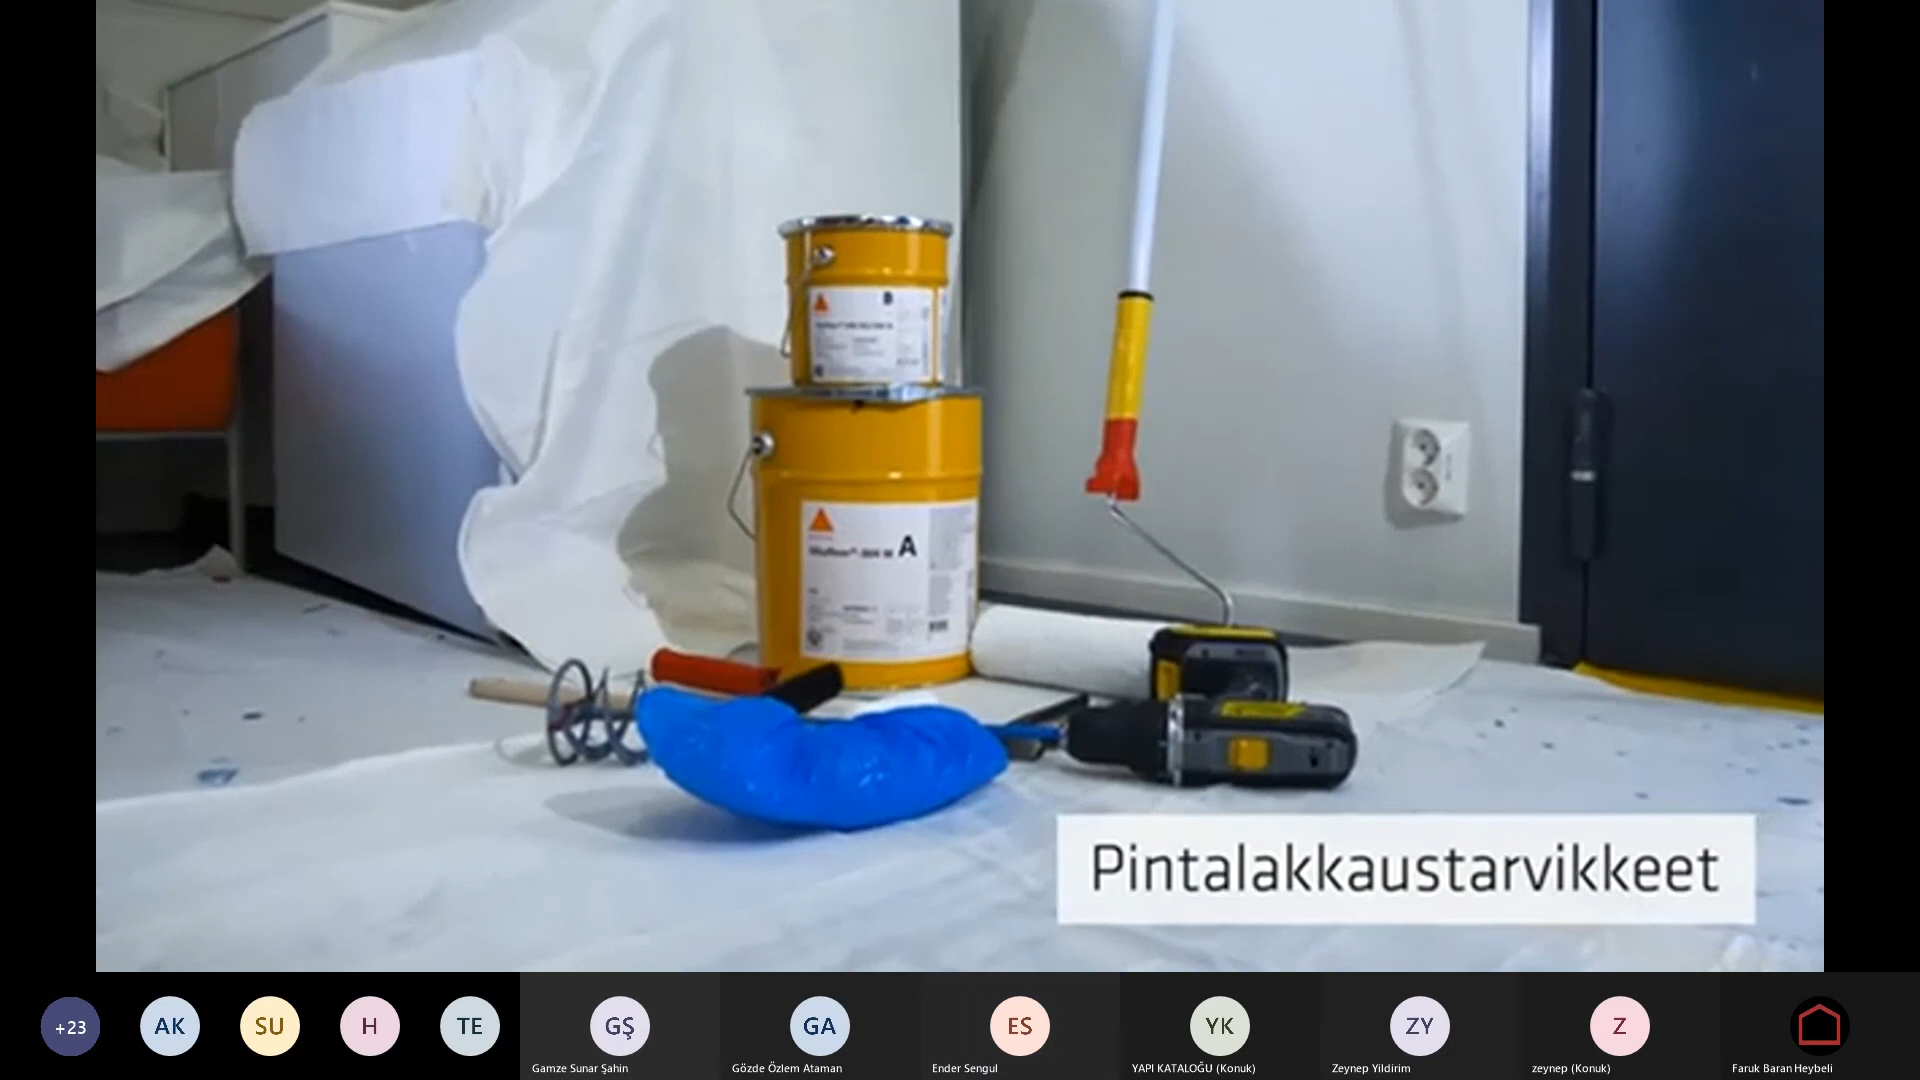 B
A
Pintalakkaustarvikkeet
+23
AK
SU
H
TE
GŞ
GA
ES
YK
ZY
Z
Gamze Sunar Şahin
Gözde Özlem Ataman
Ender Sengul
YAPI KATALOĞU (Konuk)
Zeynep Yildirim
zeynep (Konuk)
Faruk Baran Heybeli